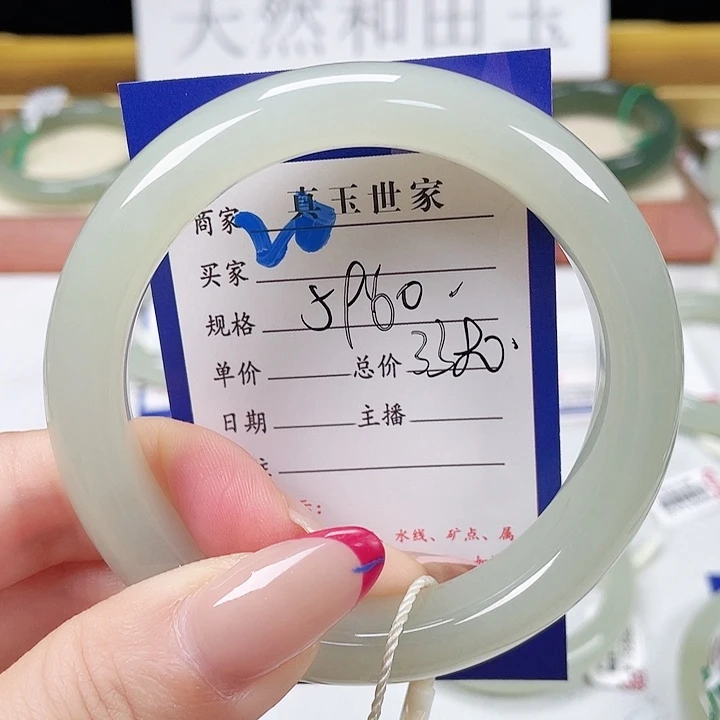 天然和田玉
商家 真玉世家
买家
规格 5960
单价 总价
日期 主播
水线、矿点、属